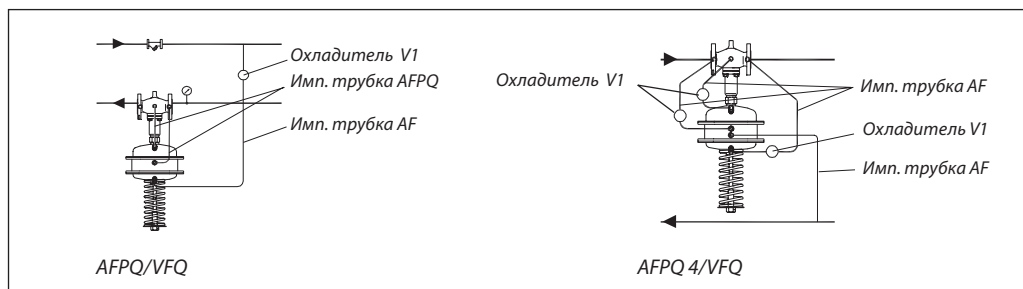 Охладитель V1
Имп. трубка AFPQ
Имп. трубка AF
AFPQ/VFQ
Охладитель V1
Имп. трубка AF
Охладитель V1
Имп. трубка AF
AFPQ 4/VFQ